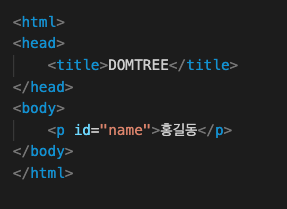 <html>
<head>
    <title>DOMTREE</title>
</head>
<body>
    <p id="name">홍길동</p>
</body>
</html>